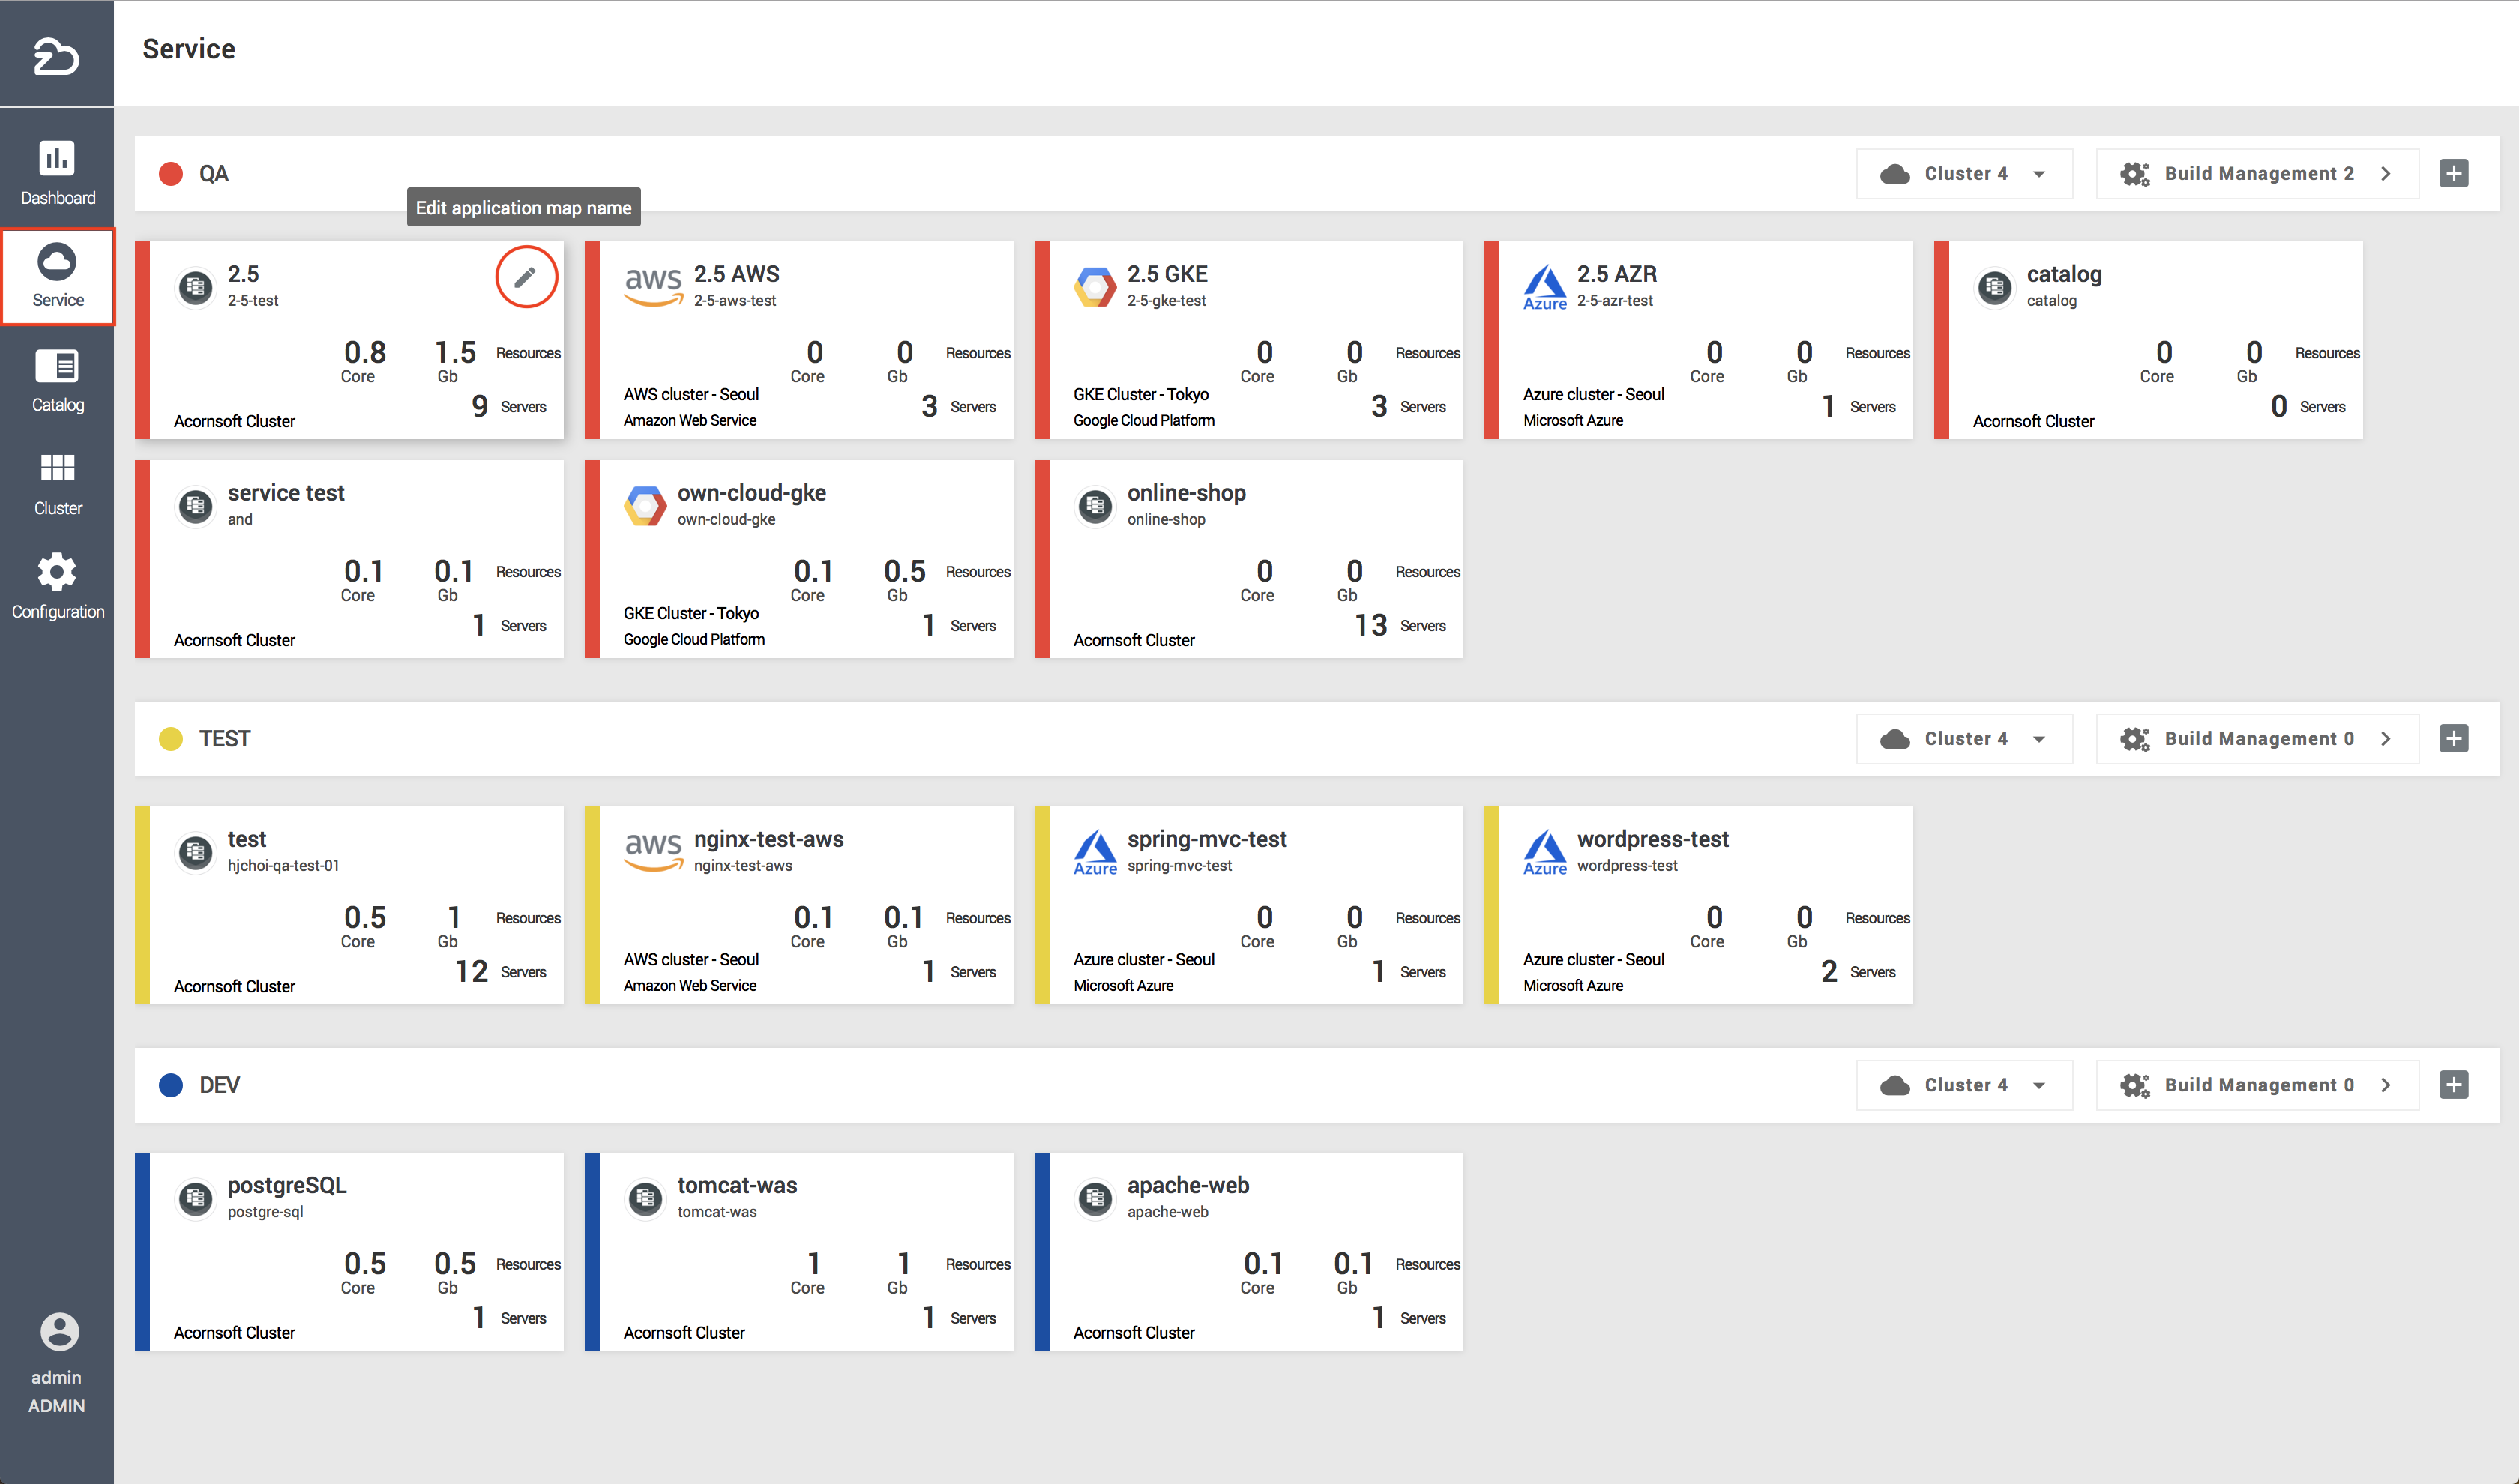 Service
Dashboard
Service
Catalog
Cluster
Configuration
admin
ADMIN
QA
Cluster 4
Build Management 2
Edit application map name
2.5
2-5-test
0.8 1.5 Resources
Core Gb
9 Servers
Acornsoft Cluster
aws
2.5 AWS
2-5-aws-test
0 0 Resources
Core Gb
AWS cluster - Seoul
3 Servers
Amazon Web Service
2.5 GKE
2-5-gke-test
0 0 Resources
Core Gb
GKE Cluster - Tokyo
3 Servers
Google Cloud Platform
Azure
2.5 AZR
2-5-azr-test
0 0 Resources
Core Gb
Azure cluster - Seoul
1 Servers
Microsoft Azure
catalog
catalog
0 0 Resources
Core Gb
0 Servers
Acornsoft Cluster
service test
and
0.1 0.1 Resources
Core Gb
1 Servers
Acornsoft Cluster
own-cloud-gke
own-cloud-gke
0.1 0.5 Resources
Core Gb
GKE Cluster - Tokyo
1 Servers
Google Cloud Platform
online-shop
online-shop
0 0 Resources
Core Gb
13 Servers
Acornsoft Cluster
TEST
Cluster 4
Build Management 0
test
hjchoi-qa-test-01
0.5 1 Resources
Core Gb
12 Servers
Acornsoft Cluster
aws
nginx-test-aws
nginx-test-aws
0.1 0.1 Resources
Core Gb
AWS cluster - Seoul
1 Servers
Amazon Web Service
Azure
spring-mvc-test
spring-mvc-test
0 0 Resources
Core Gb
Azure cluster - Seoul
1 Servers
Microsoft Azure
Azure
wordpress-test
wordpress-test
0 0 Resources
Core Gb
Azure cluster - Seoul
2 Servers
Microsoft Azure
DEV
Cluster 4
Build Management 0
postgreSQL
postgre-sql
0.5 0.5 Resources
Core Gb
1 Servers
Acornsoft Cluster
tomcat-was
tomcat-was
1 1 Resources
Core Gb
1 Servers
Acornsoft Cluster
apache-web
apache-web
0.1 0.1 Resources
Core Gb
1 Servers
Acornsoft Cluster